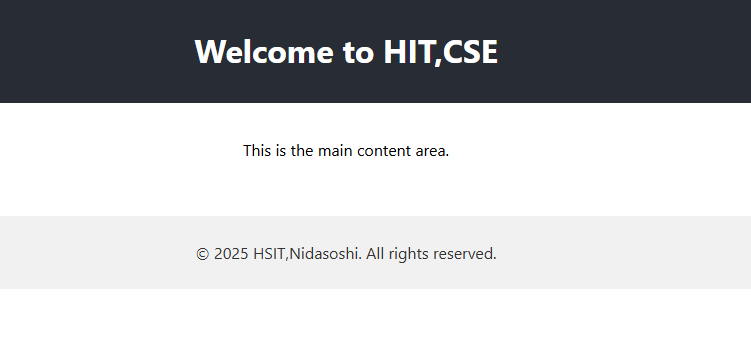 Welcome to HIT,CSE
This is the main content area.
© 2025 HSIT,Nidasoshi. All rights reserved.